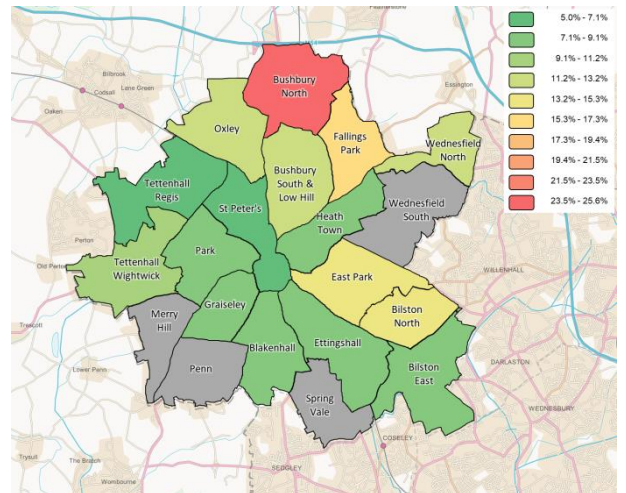 5.0% - 7.1%
7.1% - 9.1%
9.1% - 11.2%
11.2% - 13.2%
13.2% - 15.3%
15.3% - 17.3%
17.3% - 19.4%
19.4% - 21.5%
21.5% - 23.5%
23.5% - 25.6%
Bilbrook
Codsall
Lane Green
Oaken
Essington
Bushbury
North
Oxley
Fallings
Park
Wednesfield
North
Bushbury
South &
Low Hill
Tettenhall
Regis
St Peter's
Heath
Town
Wednesfield
South
Perton
Old Perton
Tettenhall
Wightwick
Park
East Park
WILLENHALL
Merry
Hill
Graiseley
Bilston
North
Trescott
Lower Penn
Penn
Blakenhall
Ettingshall
Bilston
East
DARLASTON
Spring
Vale
WEDNESBURY
COSELEY
Trysull
The Bratch
Wombourne
SEDGLEY